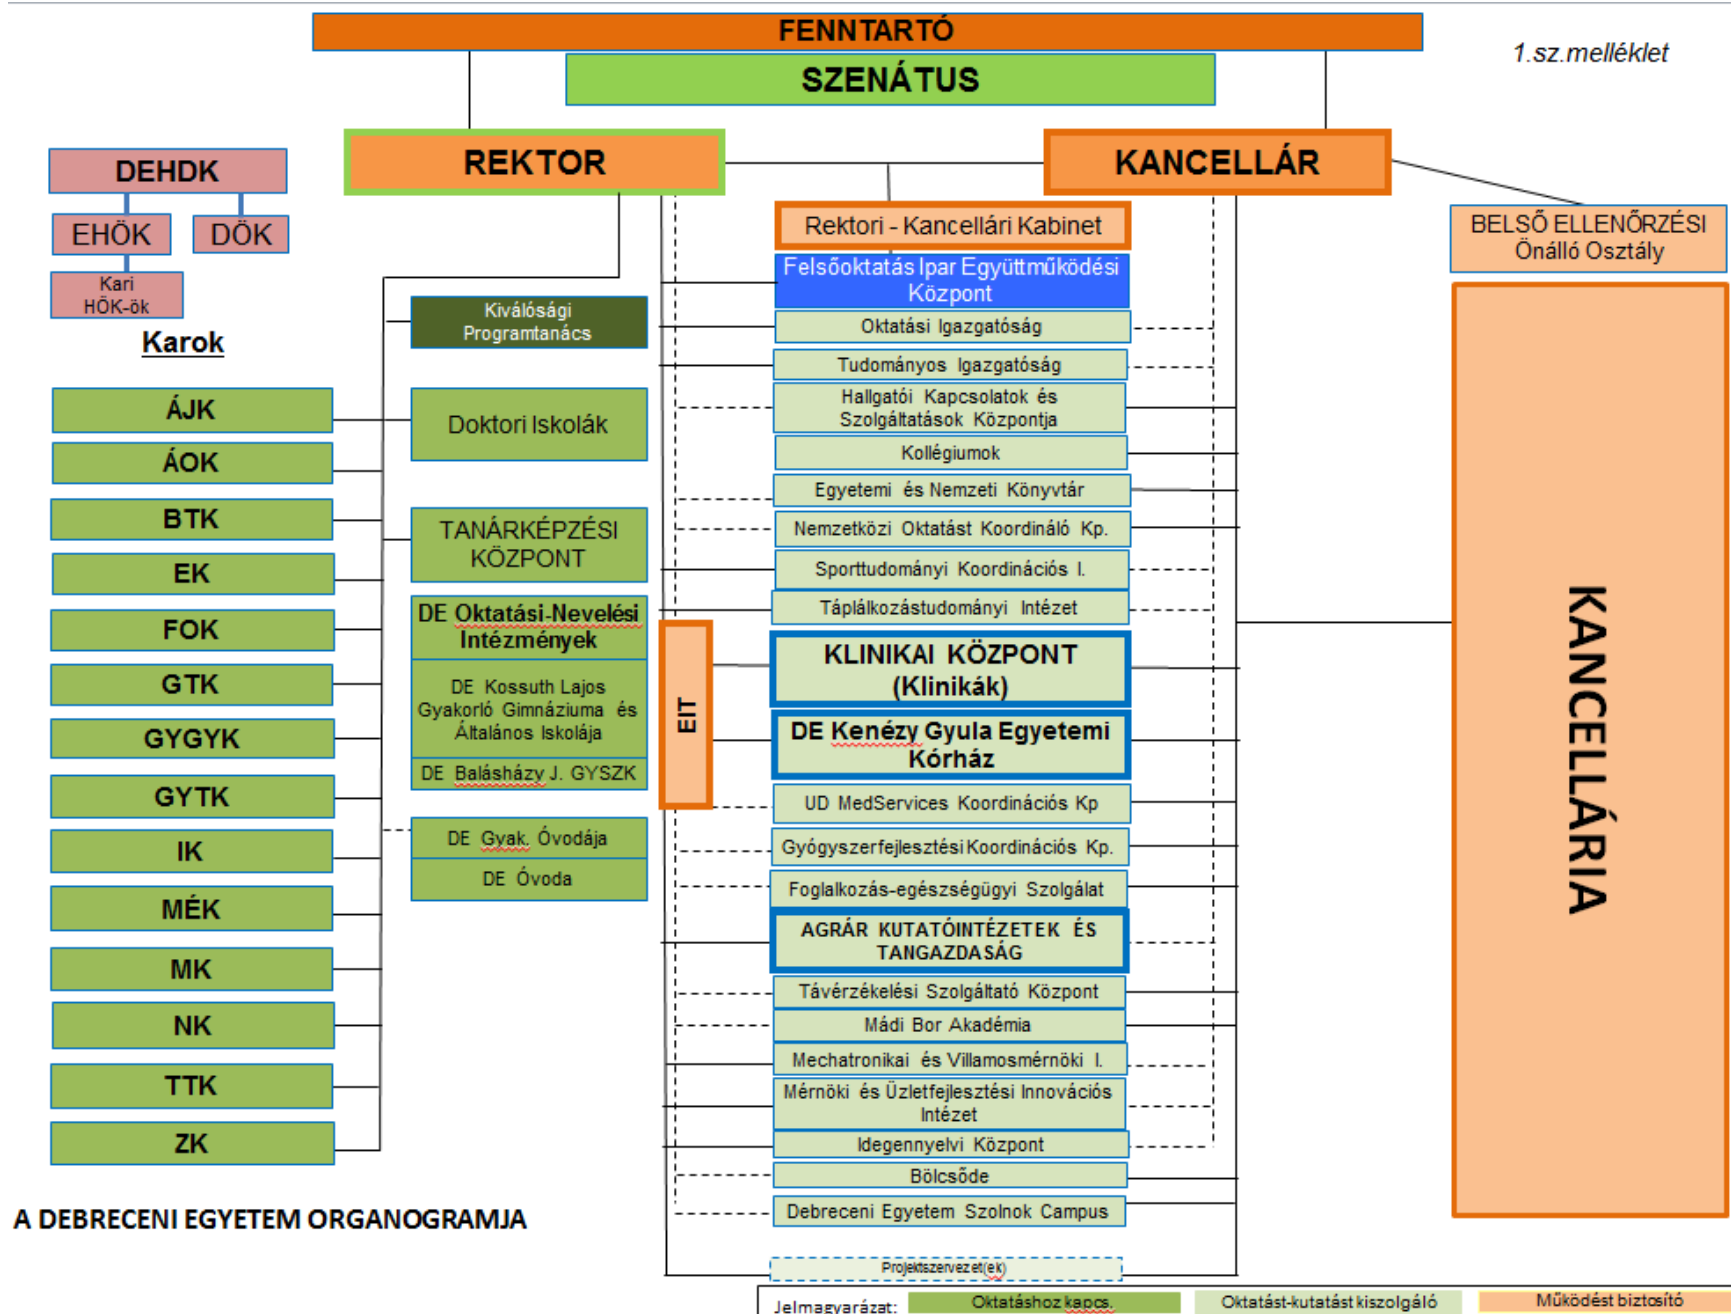 FENNTARTÓ
1.sz.melléklet
SZENÁTUS
REKTOR
KANCELLÁR
DEHDK
EHÖK
DÖK
Kari
HÖK-ök
Karok
ÁJK
ÁOK
BTK
EK
FOK
GTK
GYGYK
GYTK
IK
MÉK
MK
NK
TTK
ZK
Kiválósági
Programtanács
Doktori Iskolák
TANÁRKÉPZÉSI
KÖZPONT
DE Oktatási-Nevelési
Intézmények
DE Kossuth Lajos
Gyakorló Gimnáziuma és
Általános Iskolája
DE Balásházy J. GYSZK
DE Gyak. Óvodája
DE Óvoda
EIT
Rektori - Kancellári Kabinet
Felsőoktatás Ipar Együttműködési
Központ
Oktatási Igazgatóság
Tudományos Igazgatóság
Hallgatói Kapcsolatok és
Szolgáltatások Központja
Kollégiumok
Egyetemi és Nemzeti Könyvtár
Nemzetközi Oktatást Koordináló Kp.
Sporttudományi Koordinációs I.
Táplálkozástudományi Intézet
KLINIKAI KÖZPONT
(Klinikák)
DE Kenézy Gyula Egyetemi
Kórház
UD MedServices Koordinációs Kp
Gyógyszerfejlesztési Koordinációs Kp.
Foglalkozás-egészségügyi Szolgálat
AGRÁR KUTATÓINTÉZETEK ÉS
TANGAZDASÁG
Távérzékelési Szolgáltató Központ
Mádi Bor Akadémia
Mechatronikai és Villamosmérnöki I.
Mérnöki és Üzletfejlesztési Innovációs
Intézet
Idegennyelvi Központ
Bölcsőde
Debreceni Egyetem Szolnok Campus
Projektszervezet(ek)
BELSŐ ELLENŐRZÉSI
Önálló Osztály
KANCELLÁRIA
A DEBRECENI EGYETEM ORGANOGRAMJA
Jelmagyarázat:
Oktatáshoz kapcs.
Oktatást-kutatást kiszolgáló
Működést biztosító